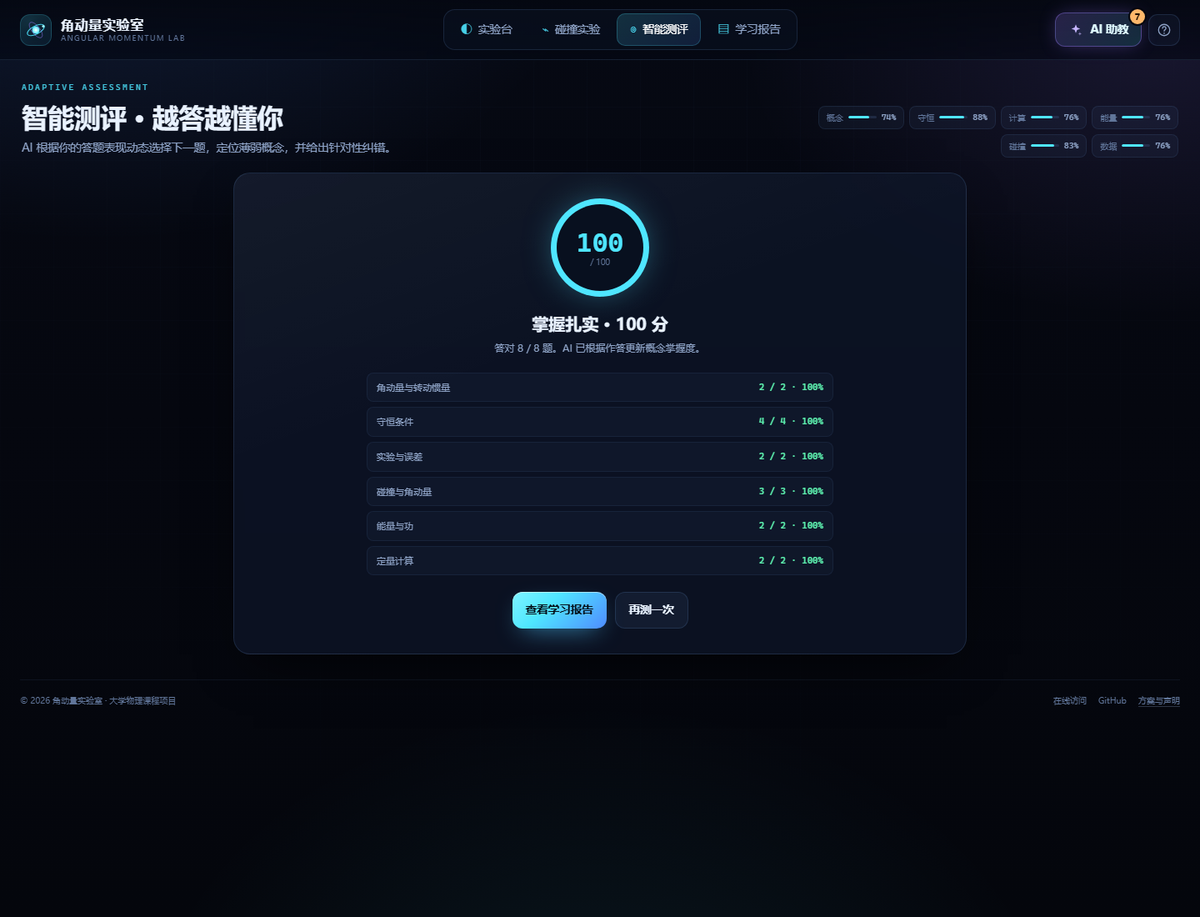 角动量实验室
ANGULAR MOMENTUM LAB
实验台
碰撞实验
智能测评
学习报告
AI 助教
7
ADAPTIVE ASSESSMENT
智能测评 · 越答越懂你
AI 根据你的答题表现动态选择下一题，定位薄弱概念，并给出针对性纠错。
概念 74%
守恒 88%
计算 76%
能量 76%
碰撞 83%
数据 76%
100
/ 100
掌握扎实 · 100 分
答对 8 / 8 题。AI 已根据作答更新概念掌握度。
角动量与转动惯量 2 / 2 · 100%
守恒条件 4 / 4 · 100%
实验与误差 2 / 2 · 100%
碰撞与角动量 3 / 3 · 100%
能量与功 2 / 2 · 100%
定量计算 2 / 2 · 100%
查看学习报告
再测一次
© 2026 角动量实验室 · 大学物理课程项目
在线访问 GitHub 方案与声明